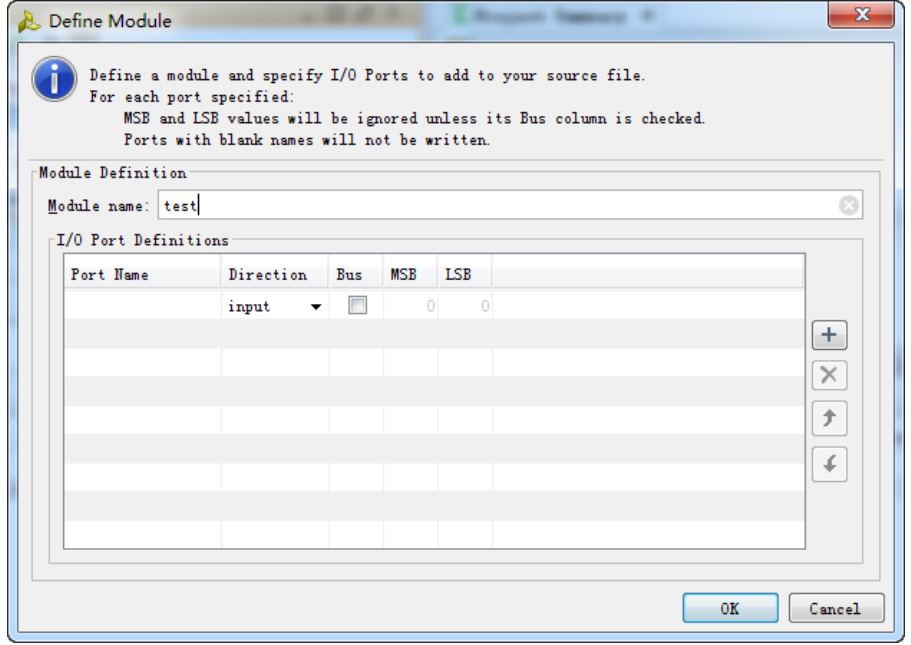 Define Module
Project Summary
Define a module and specify I/O Ports to add to your source file.
For each port specified:
MSB and LSB values will be ignored unless its Bus column is checked.
Ports with blank names will not be written.
Module Definition
Module name: test
I/O Port Definitions
Port Name Direction Bus MSB LSB
input 0 0
OK Cancel